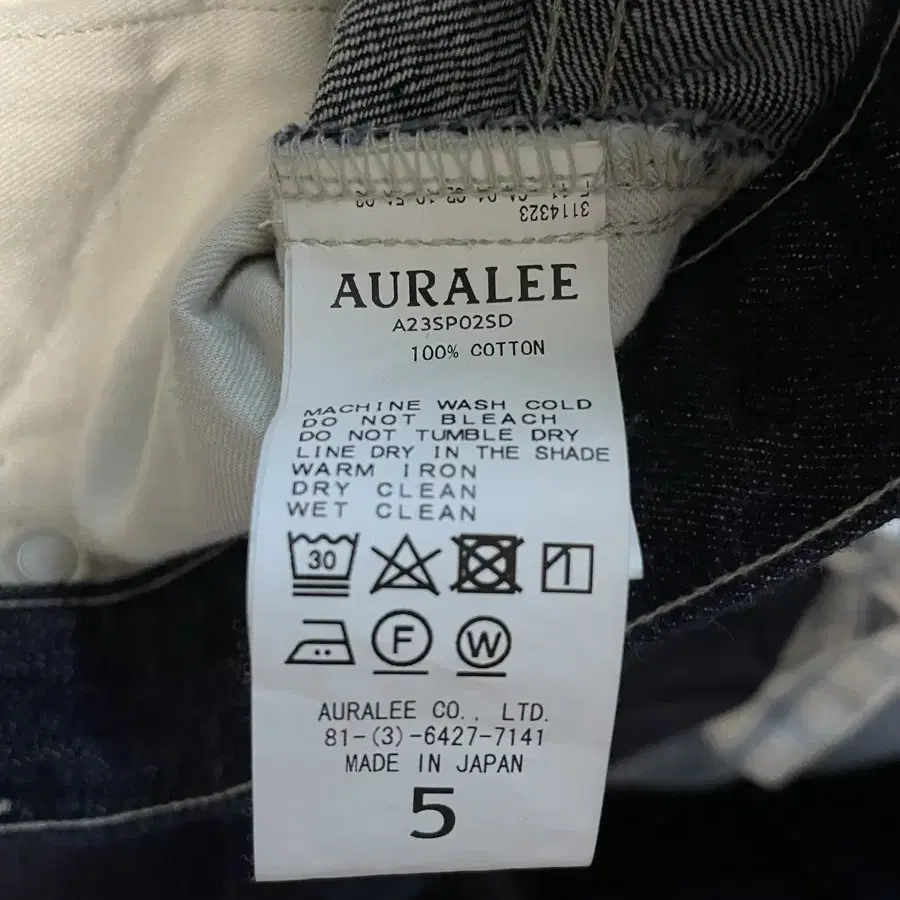 3114323
AURALEE
A23SP02SD
100% COTTON
MACHINE WASH COLD
DO NOT BLEACH
DO NOT TUMBLE DRY
LINE DRY IN THE SHADE
WARM IRON
DRY CLEAN
WET CLEAN
30
F W
AURALEE CO., LTD.
81-(3)-6427-7141
MADE IN JAPAN
5